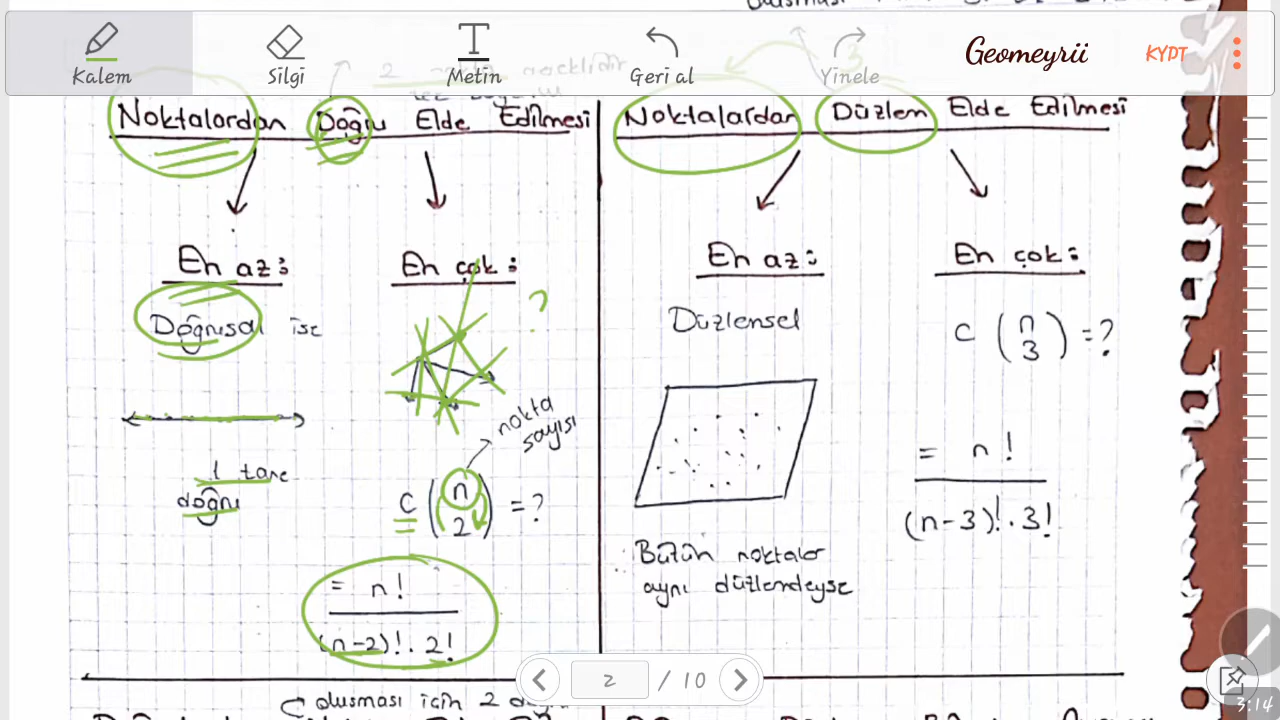 Kalem
Silgi
Metin
Geri al
Yinele
Geomeyrii
KYDT
Noktalardan Doğru Elde Edilmesi
En az:
Doğrusal ise
1 tane
doğru
En çok:
?
nokta
sayısı
C (n 2) = ?
= n!
(n-2)! . 2!
Noktalardan Düzlem Elde Edilmesi
En az:
Düzlemsel
Bütün noktalar
aynı düzlemdeyse
En çok:
C (n 3) = ?
= n!
(n-3)! . 3!
2 / 10
3:14
oluşması için 2